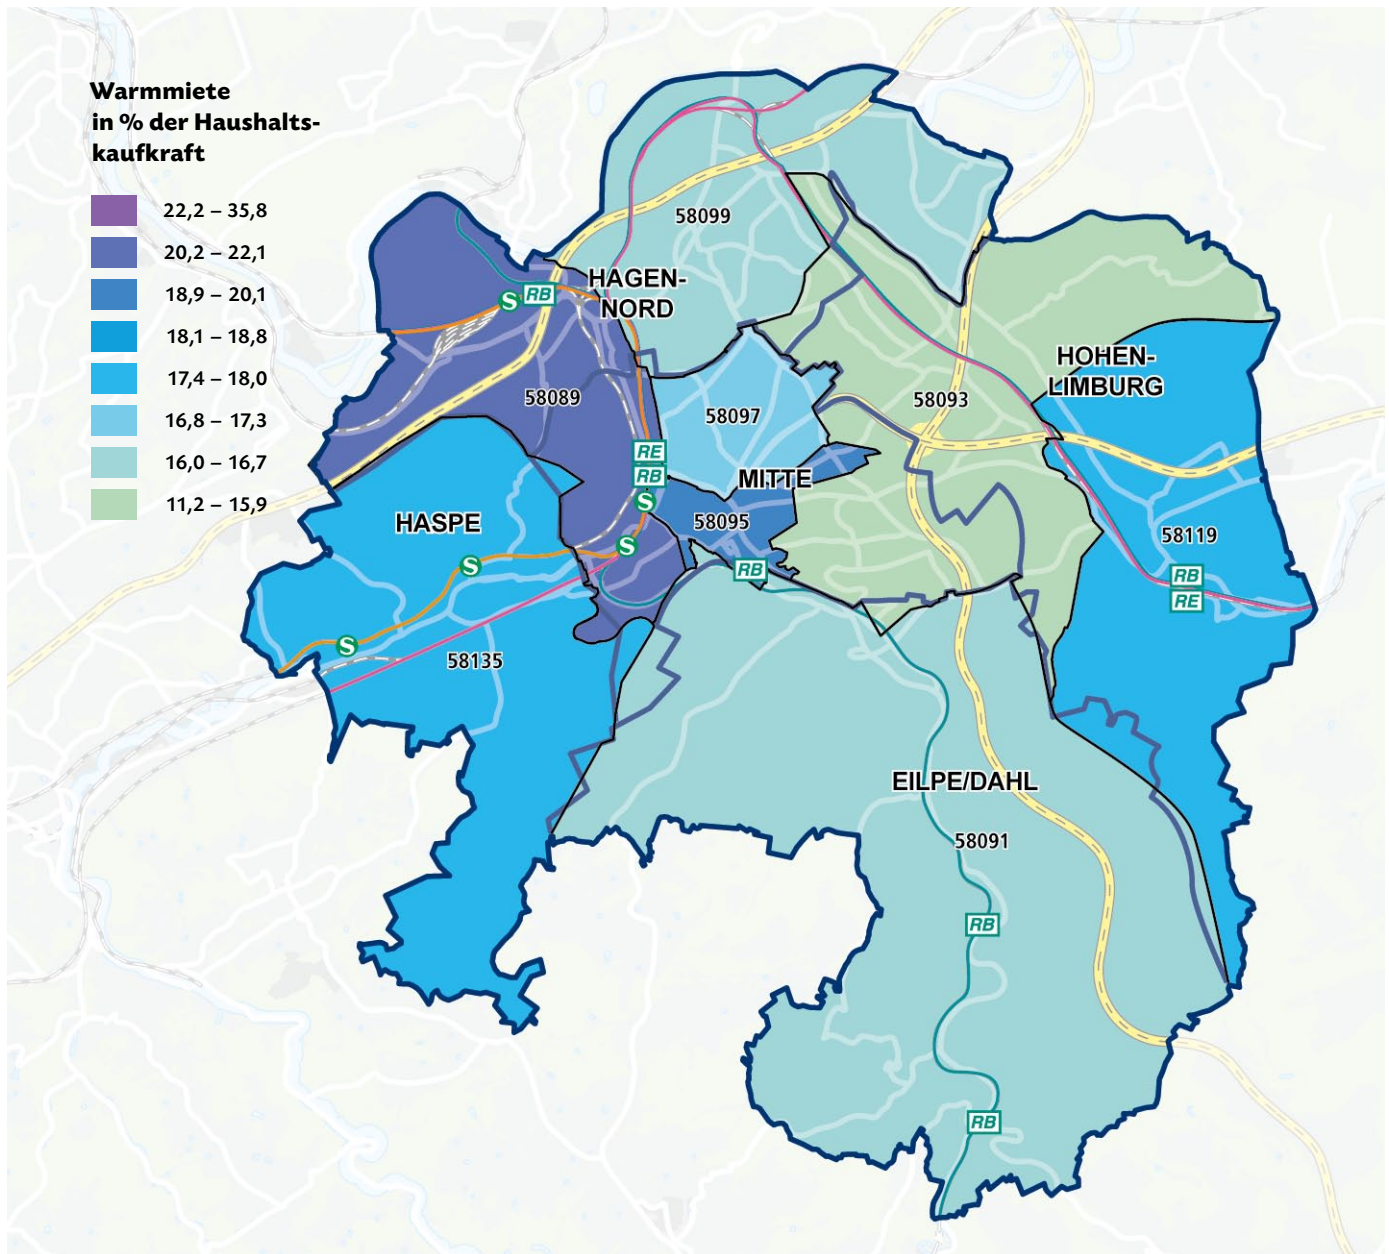 Warmmiete
in % der Haushalts-
kaufkraft
22,2 – 35,8
20,2 – 22,1
18,9 – 20,1
18,1 – 18,8
17,4 – 18,0
16,8 – 17,3
16,0 – 16,7
11,2 – 15,9
58099
HAGEN-
NORD
S
RB
HOHEN-
LIMBURG
58089
58097
58093
RE
RB
MITTE
S
HASPE
58095
58119
S
S
RB
RB
RE
S
58135
EILPE/DAHL
58091
RB
RB